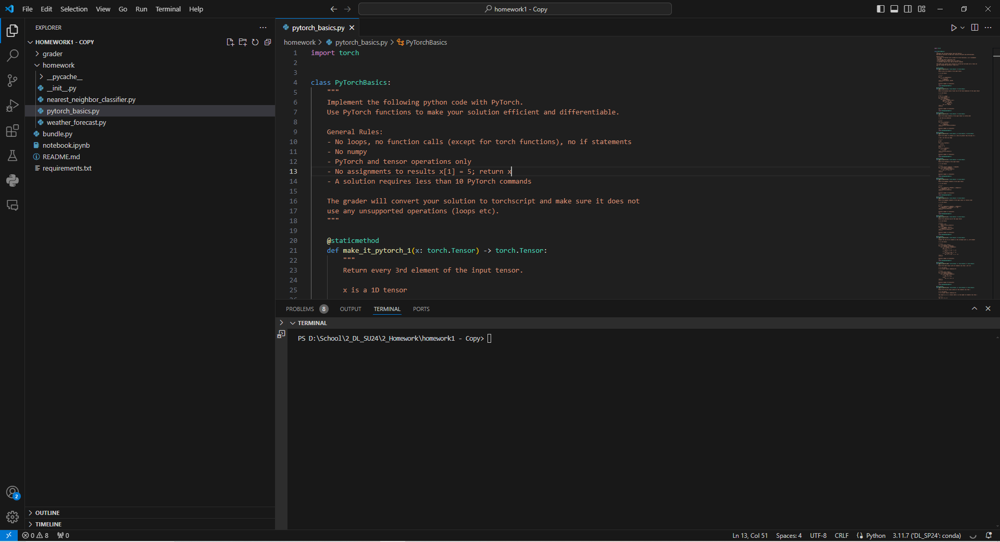 File Edit Selection View Go Run Terminal Help
homework1 - Copy
EXPLORER
HOMEWORK1 - COPY
grader
homework
__pycache__
__init__.py
nearest_neighbor_classifier.py
pytorch_basics.py
weather_forecast.py
bundle.py
notebook.ipynb
README.md
requirements.txt
OUTLINE
TIMELINE
pytorch_basics.py
homework > pytorch_basics.py > PyTorchBasics
1 import torch
2
3
4 class PyTorchBasics:
5 """
6 Implement the following python code with PyTorch.
7 Use PyTorch functions to make your solution efficient and differentiable.
8
9 General Rules:
10 - No loops, no function calls (except for torch functions), no if statements
11 - No numpy
12 - PyTorch and tensor operations only
13 - No assignments to results x[1] = 5; return x
14 - A solution requires less than 10 PyTorch commands
15
16 The grader will convert your solution to torchscript and make sure it does not
17 use any unsupported operations (loops etc).
18 """
19
20 @staticmethod
21 def make_it_pytorch_1(x: torch.Tensor) -> torch.Tensor:
22 """
23 Return every 3rd element of the input tensor.
24
25 x is a 1D tensor
PROBLEMS 8 OUTPUT TERMINAL PORTS
TERMINAL
PS D:\School\2_DL_SU24\2_Homework\homework1 - Copy>
2
0 8 0
Ln 13, Col 51 Spaces: 4 UTF-8 CRLF Python 3.11.7 ('DL_SP24': conda)